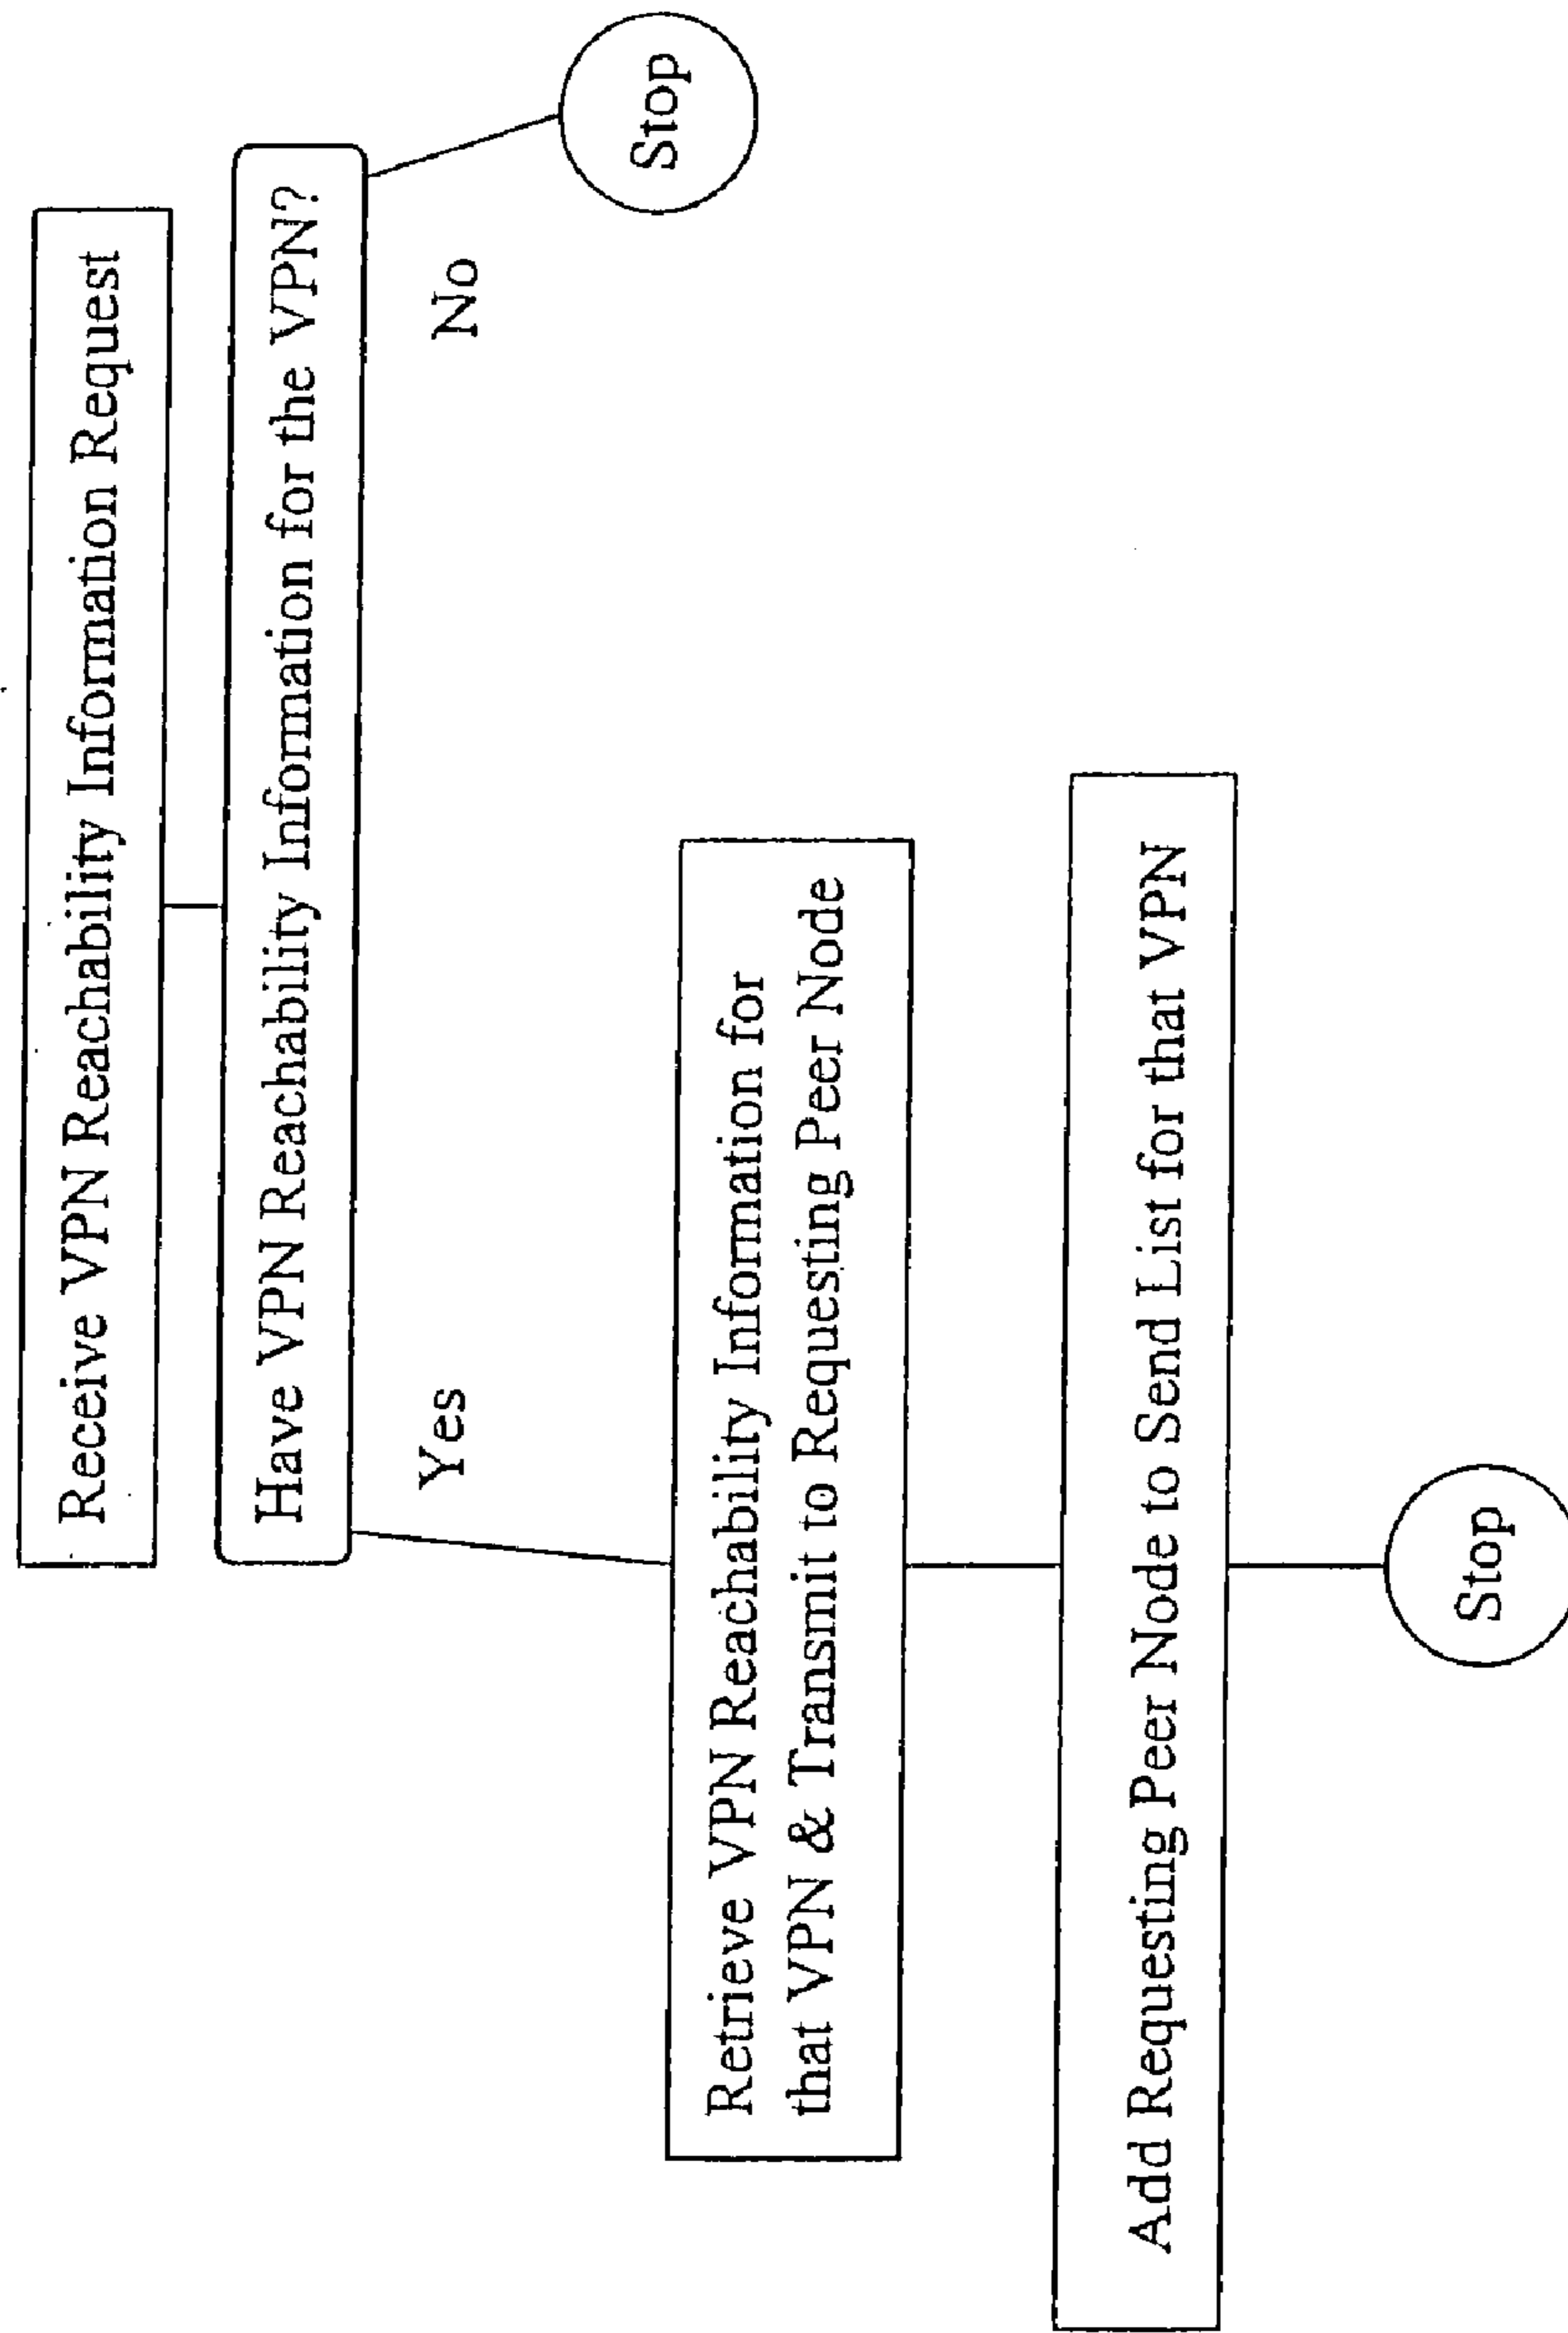 Receive VPN Reachability Information Request
Have VPN Reachability Information for the VPN?
Yes
No
Stop
Retrieve VPN Reachability Information for
that VPN & Transmit to Requesting Peer Node
Add Requesting Peer Node to Send List for that VPN
Stop